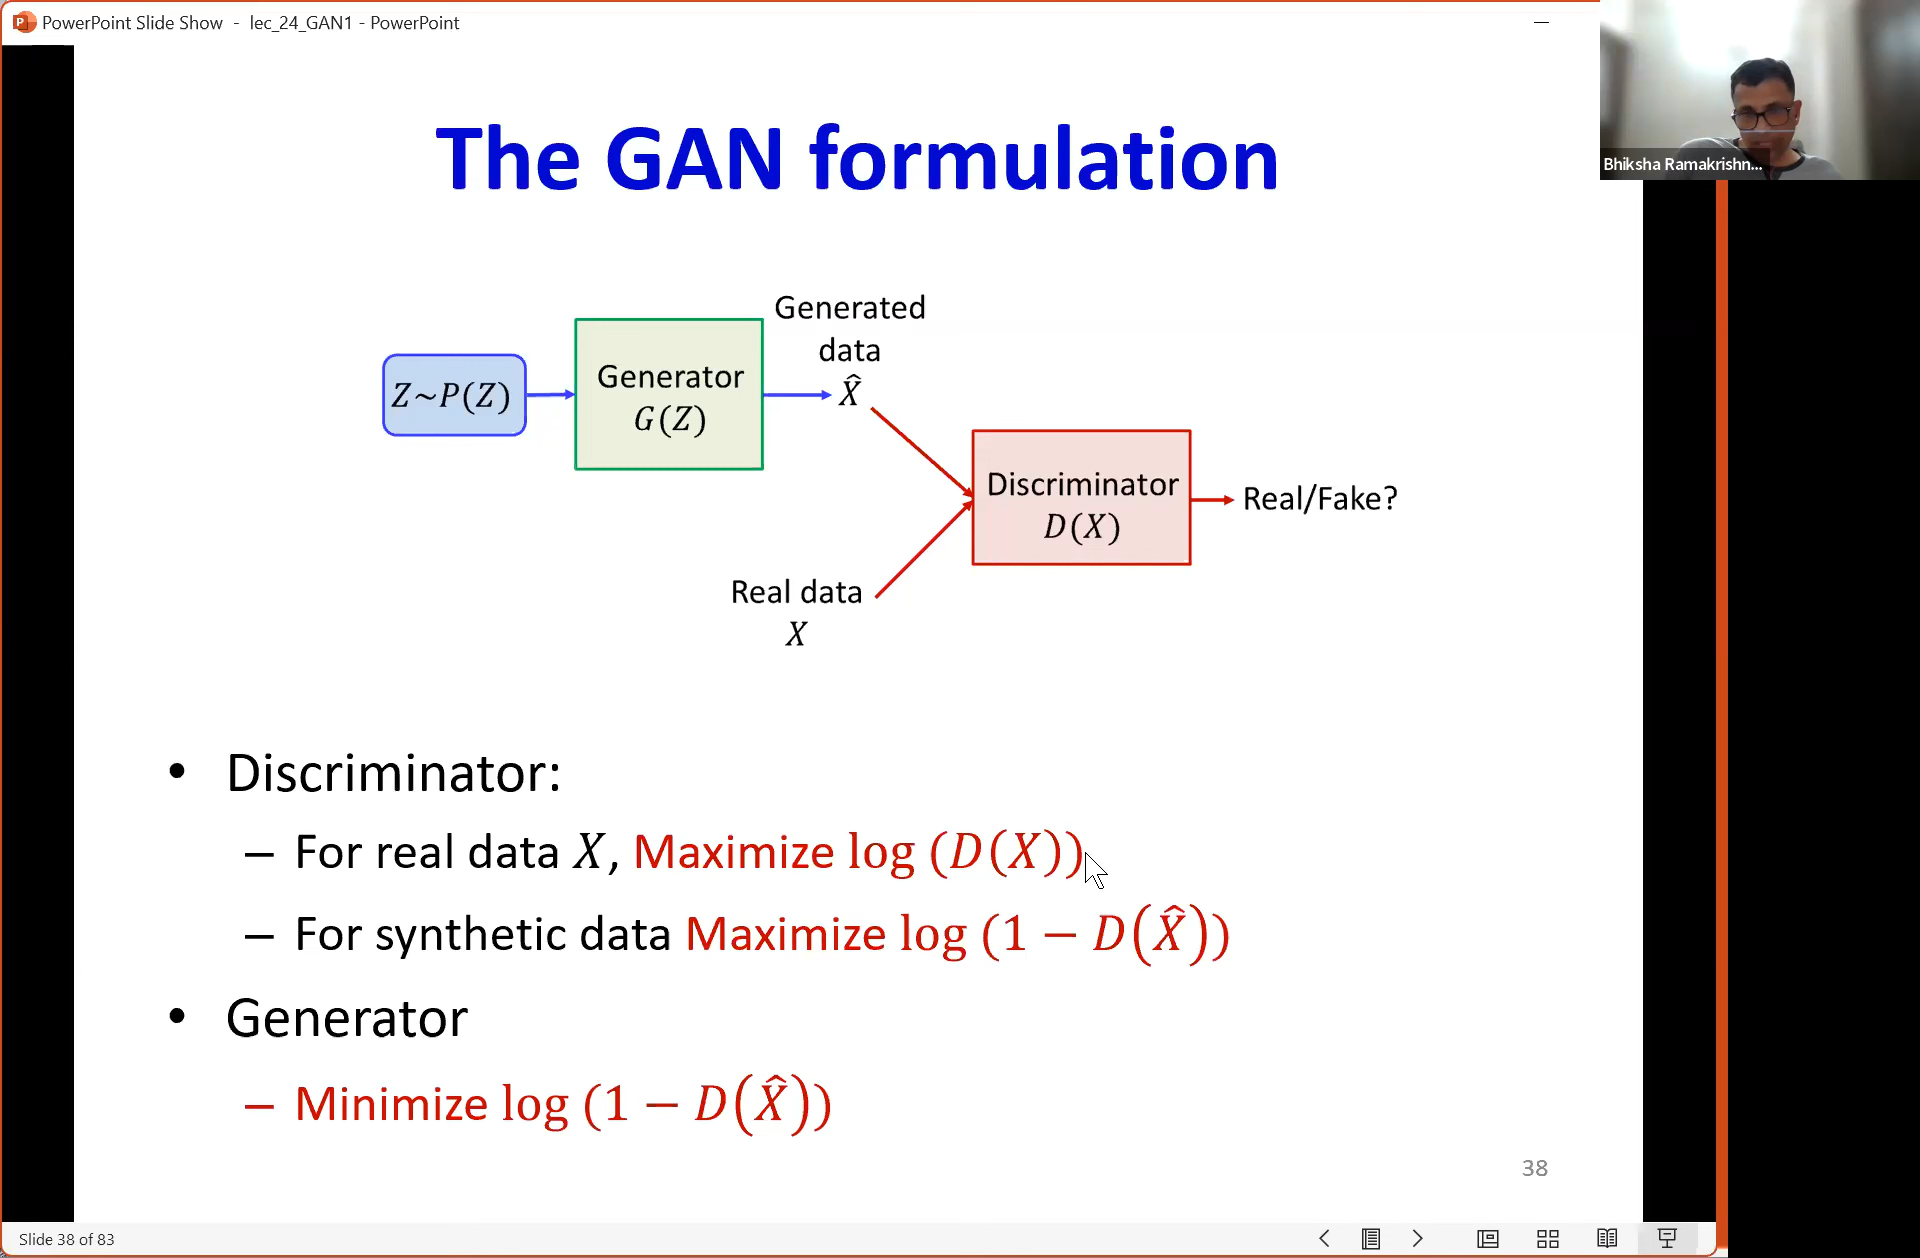 PowerPoint Slide Show - lec_24_GAN1 - PowerPoint
Bhiksha Ramakrishn...
The GAN formulation
Generated
data
X̂
Z~P(Z)
Generator
G(Z)
Discriminator
D(X)
Real/Fake?
Real data
X
• Discriminator:
– For real data X, Maximize log (D(X))
– For synthetic data Maximize log (1 − D(X̂))
• Generator
– Minimize log (1 − D(X̂))
38
Slide 38 of 83